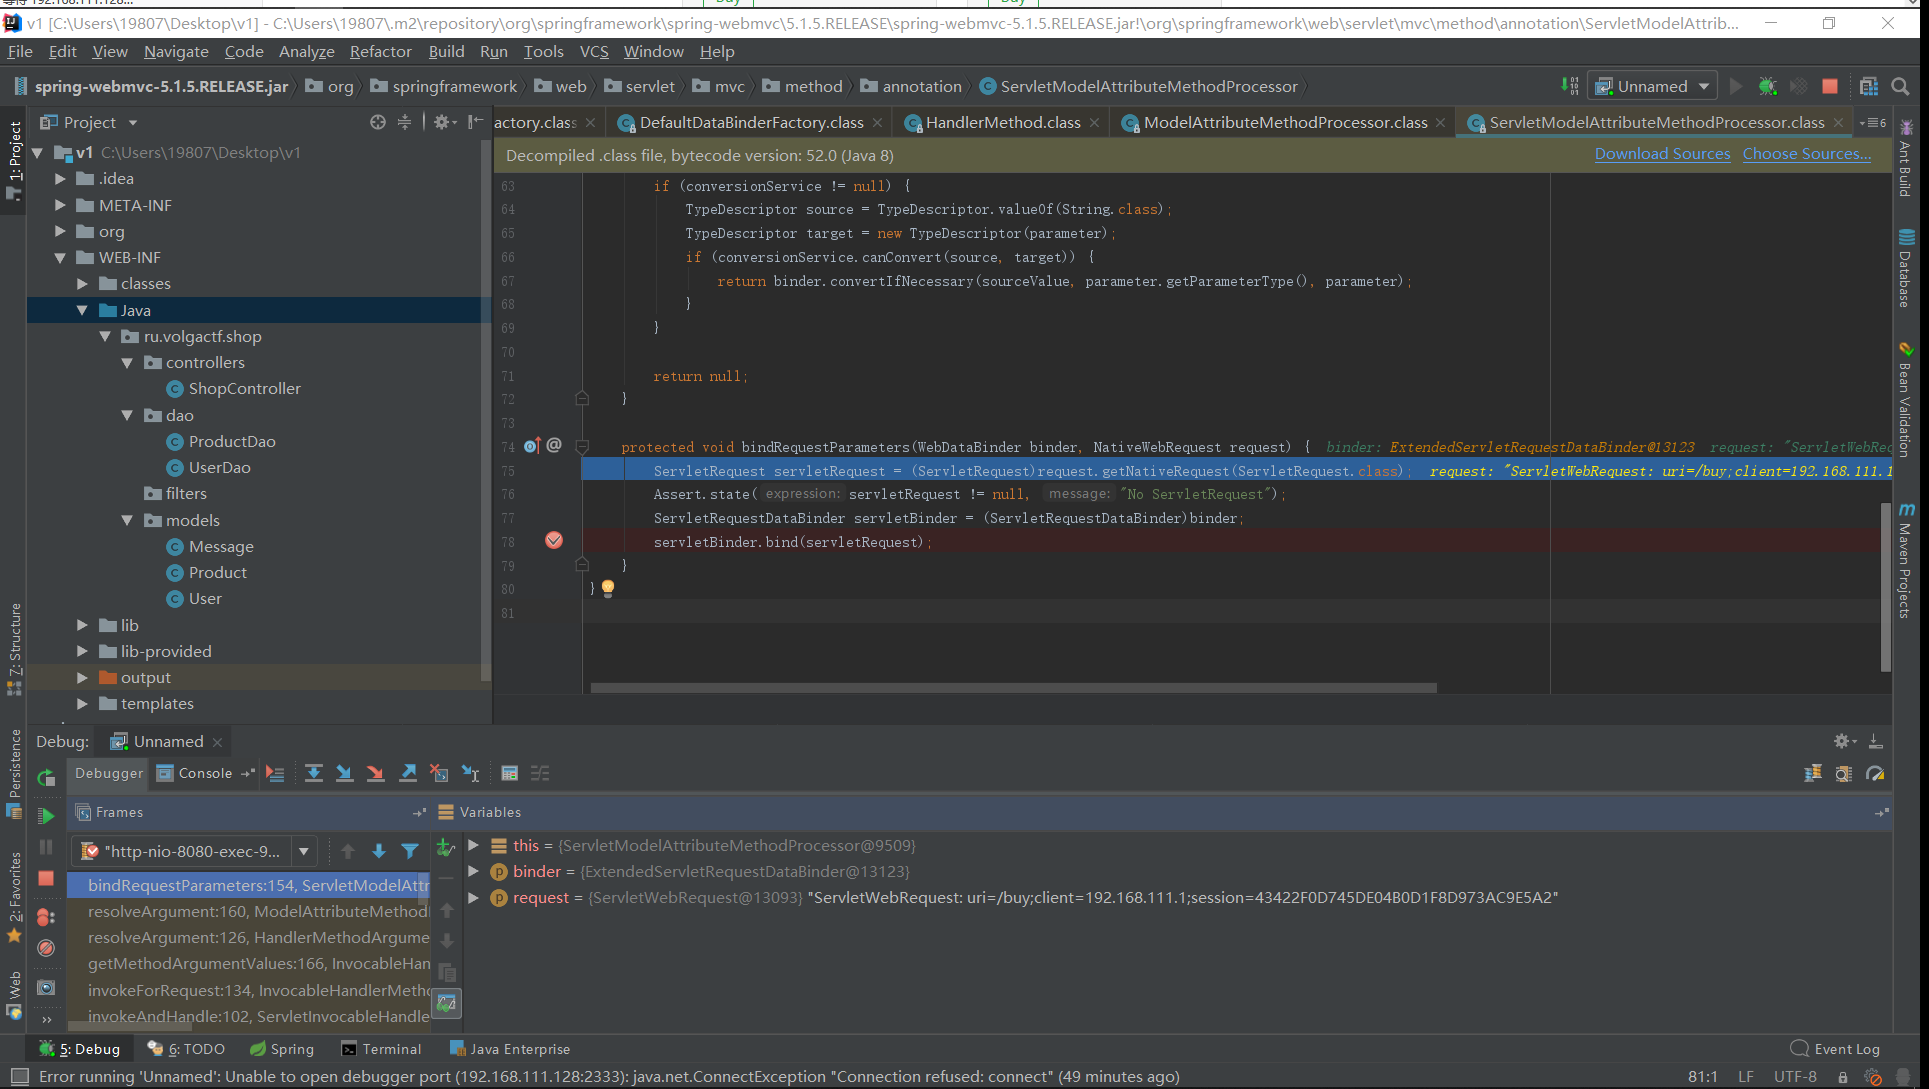 v1 [C:\Users\19807\Desktop\v1] - C:\Users\19807\.m2\repository\org\springframework\spring-webmvc\5.1.5.RELEASE\spring-webmvc-5.1.5.RELEASE.jar!\org\springframework\web\servlet\mvc\method\annotation\ServletModelAttrib...
File Edit View Navigate Code Analyze Refactor Build Run Tools VCS Window Help
spring-webmvc-5.1.5.RELEASE.jar org springframework web servlet mvc method annotation ServletModelAttributeMethodProcessor Unnamed
Project
actory.class DefaultDataBinderFactory.class HandlerMethod.class ModelAttributeMethodProcessor.class ServletModelAttributeMethodProcessor.class 6
Decompiled .class file, bytecode version: 52.0 (Java 8) Download Sources Choose Sources...
v1 C:\Users\19807\Desktop\v1
.idea
META-INF
org
WEB-INF
classes
Java
ru.volgactf.shop
controllers
ShopController
dao
ProductDao
UserDao
filters
models
Message
Product
User
lib
lib-provided
output
templates
63 if (conversionService != null) {
64 TypeDescriptor source = TypeDescriptor.valueOf(String.class);
65 TypeDescriptor target = new TypeDescriptor(parameter);
66 if (conversionService.canConvert(source, target)) {
67 return binder.convertIfNecessary(sourceValue, parameter.getParameterType(), parameter);
68 }
69 }
70
71 return null;
72 }
73
74 @ protected void bindRequestParameters(WebDataBinder binder, NativeWebRequest request) { binder: ExtendedServletRequestDataBinder@13123 request: "ServletWebReq
75 ServletRequest servletRequest = (ServletRequest)request.getNativeRequest(ServletRequest.class); request: "ServletWebRequest: uri=/buy;client=192.168.111.1
76 Assert.state( expression: servletRequest != null, message: "No ServletRequest");
77 ServletRequestDataBinder servletBinder = (ServletRequestDataBinder)binder;
78 servletBinder.bind(servletRequest);
79 }
80 }
81
1: Project
Z: Structure
Persistence
2: Favorites
Web
Ant Build
Database
Bean Validation
Maven Projects
Debug: Unnamed
Debugger Console
Frames
Variables
"http-nio-8080-exec-9...
bindRequestParameters:154, ServletModelAttr
resolveArgument:160, ModelAttributeMethod
resolveArgument:126, HandlerMethodArgume
getMethodArgumentValues:166, InvocableHan
invokeForRequest:134, InvocableHandlerMetho
invokeAndHandle:102, ServletInvocableHandle
this = {ServletModelAttributeMethodProcessor@9509}
binder = {ExtendedServletRequestDataBinder@13123}
request = {ServletWebRequest@13093} "ServletWebRequest: uri=/buy;client=192.168.111.1;session=43422F0D745DE04B0D1F8D973AC9E5A2"
5: Debug 6: TODO Spring Terminal Java Enterprise Event Log
Error running 'Unnamed': Unable to open debugger port (192.168.111.128:2333): java.net.ConnectException "Connection refused: connect" (49 minutes ago) 81:1 LF UTF-8